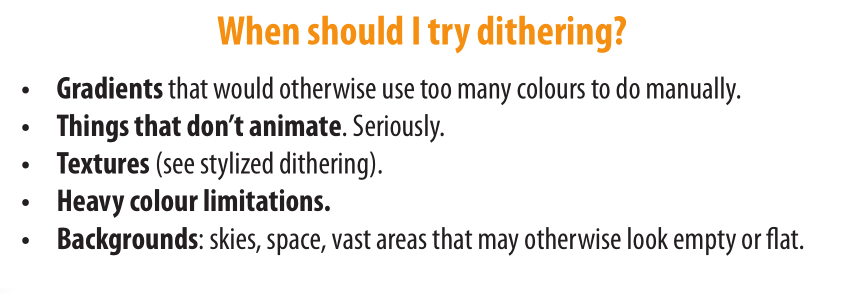 When should I try dithering?
• Gradients that would otherwise use too many colours to do manually.
• Things that don’t animate. Seriously.
• Textures (see stylized dithering).
• Heavy colour limitations.
• Backgrounds: skies, space, vast areas that may otherwise look empty or flat.